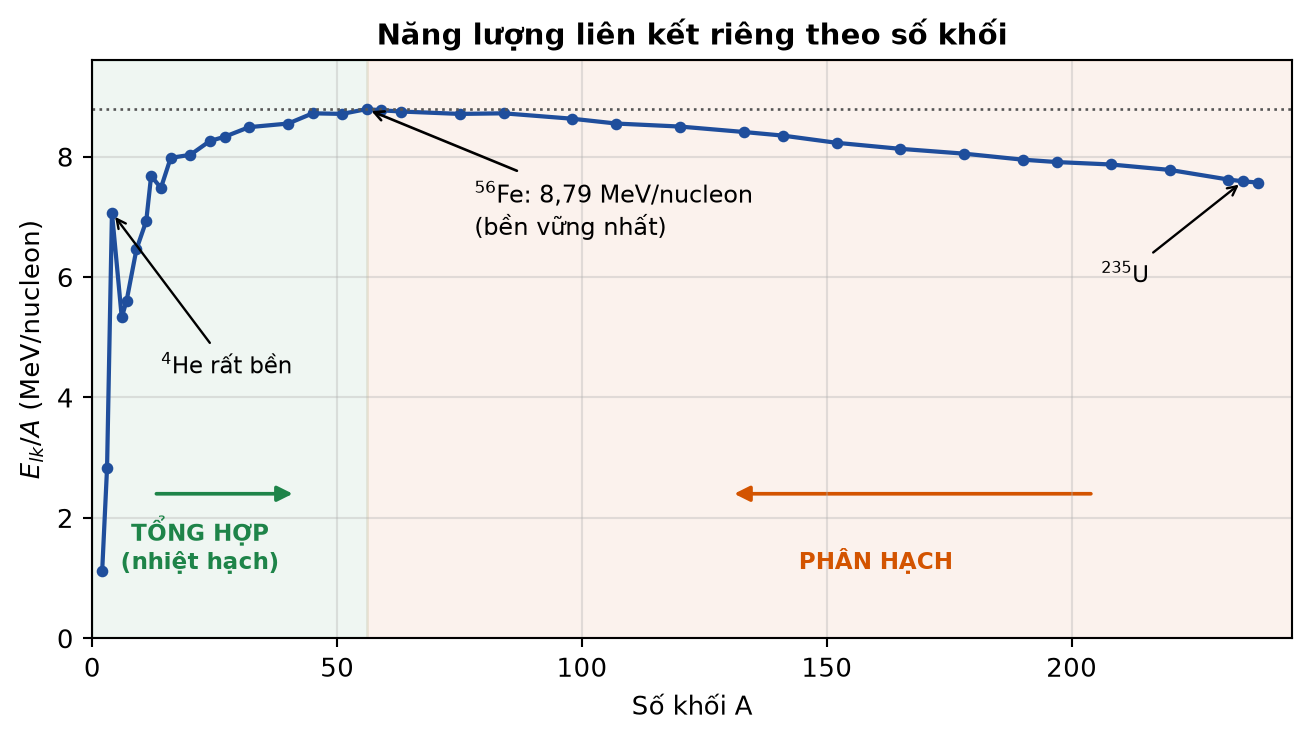 Năng lượng liên kết riêng theo số khối
E_{lk}/A (MeV/nucleon)
8
6
4
2
0
⁵⁶Fe: 8,79 MeV/nucleon
(bền vững nhất)
²³⁵U
⁴He rất bền
TỔNG HỢP
(nhiệt hạch)
PHÂN HẠCH
0 50 100 150 200
Số khối A